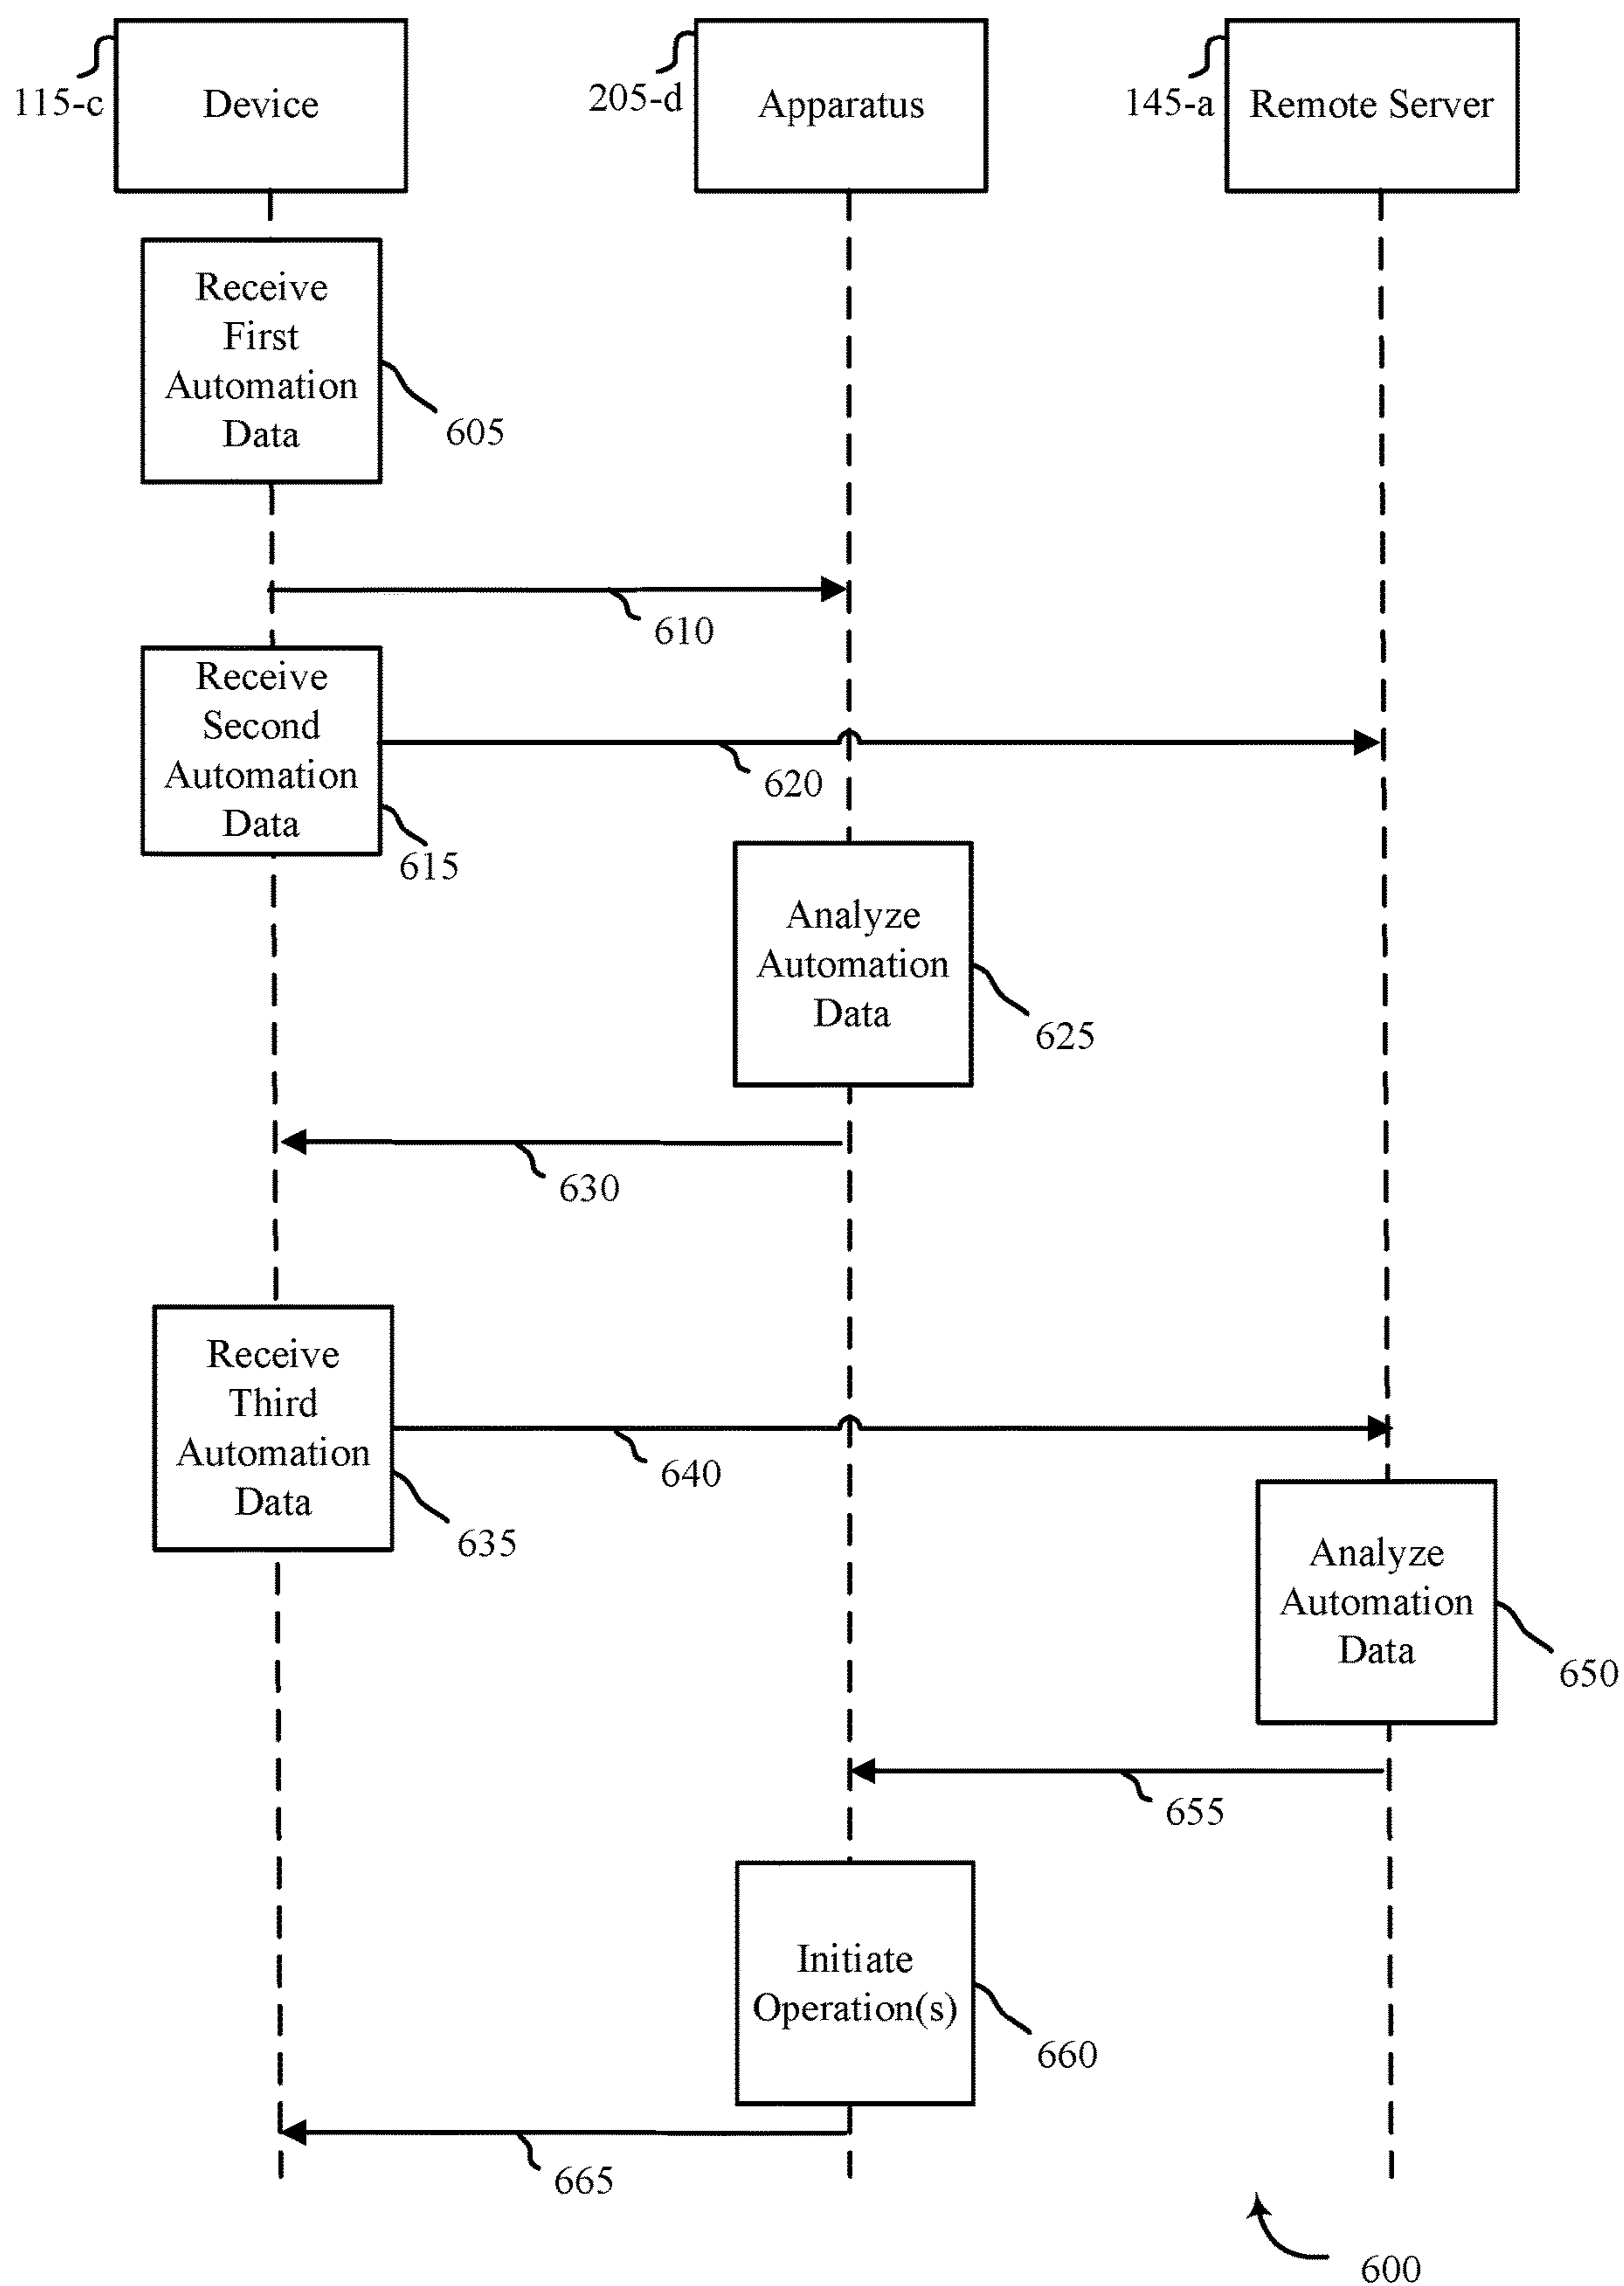 115-c
Device
205-d
Apparatus
145-a
Remote Server
Receive
First
Automation
Data
605
610
Receive
Second
Automation
Data
615
620
Analyze
Automation
Data
625
630
Receive
Third
Automation
Data
635
640
Analyze
Automation
Data
650
655
Initiate
Operation(s)
660
665
600